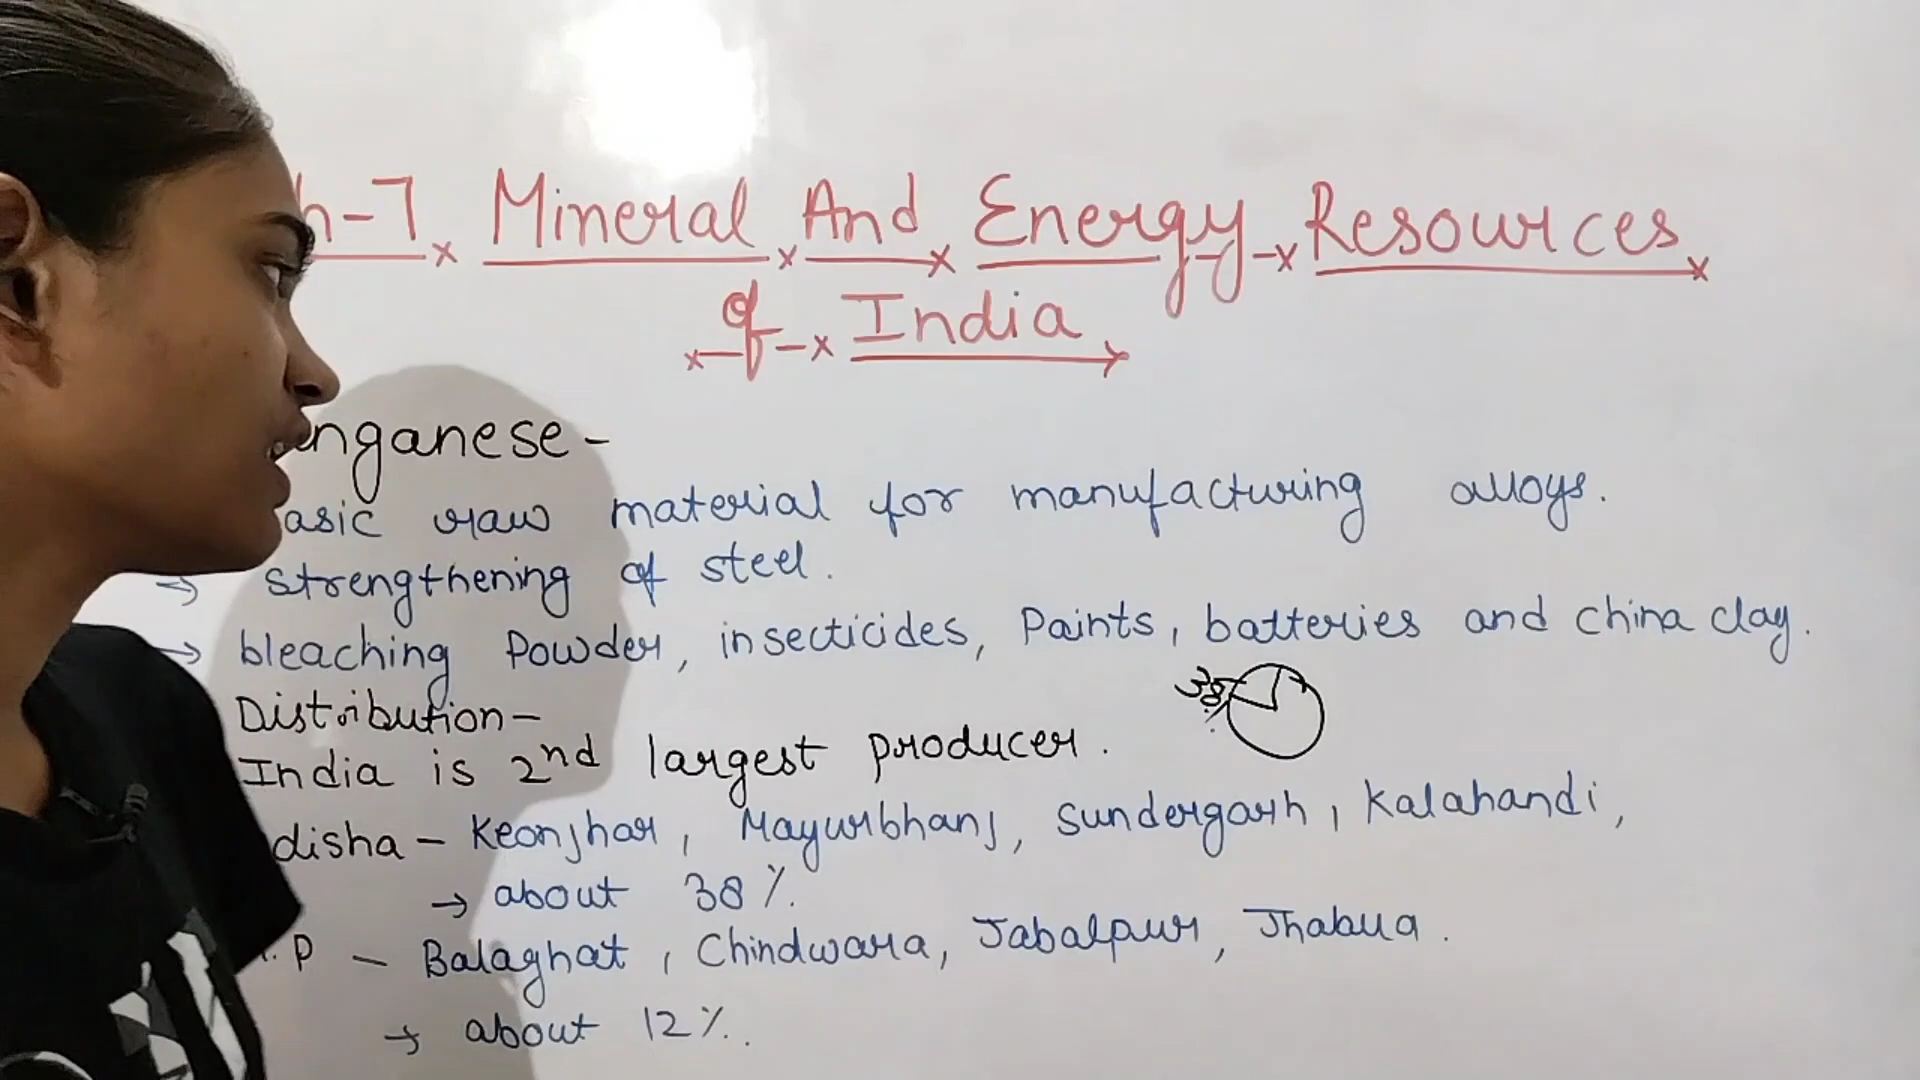 h-7 Mineral And Energy Resources
of India
anganese-
asic raw material for manufacturing alloys.
→ strengthening of steel.
→ bleaching Powder, insecticides, Paints, batteries and china clay.
38%
Distribution-
India is 2nd largest producer.
disha - Keonjhar, Mayurbhanj, Sundergarh, Kalahandi,
→ about 38%.
.P - Balaghat, Chindwara, Jabalpur, Jhabua.
→ about 12%.